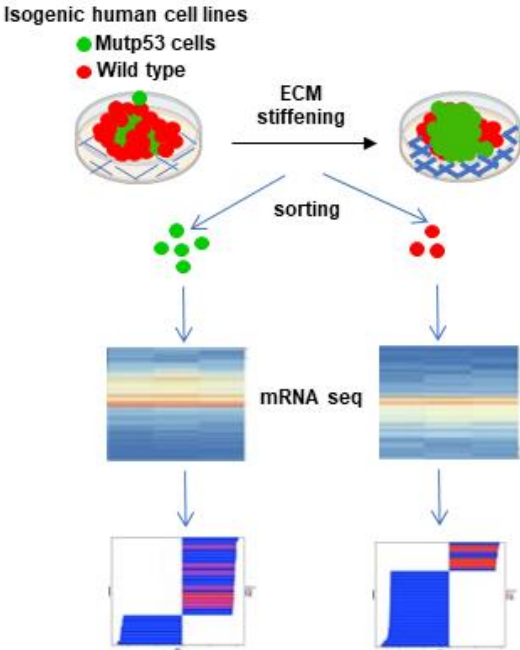 Isogenic human cell lines
Mutp53 cells
Wild type
ECM
stiffening
sorting
mRNA seq